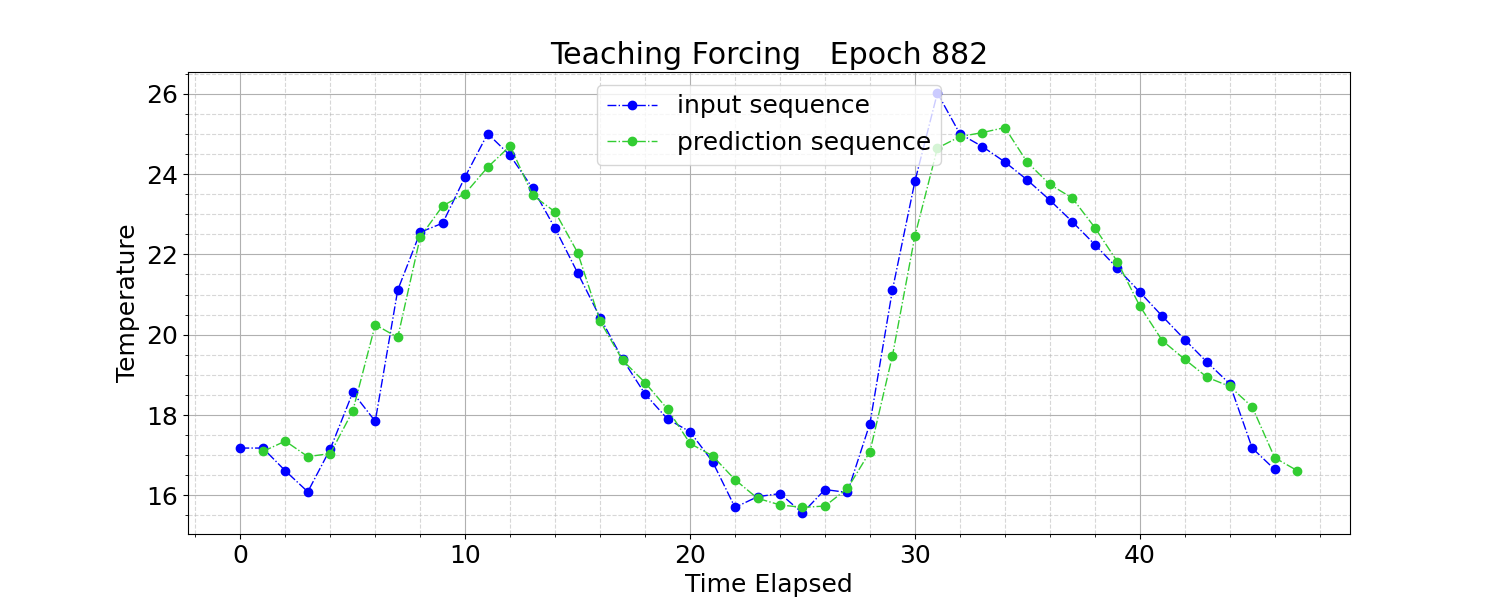 Teaching Forcing   Epoch 882
input sequence
prediction sequence
Temperature
26
24
22
20
18
16
0 10 20 30 40
Time Elapsed